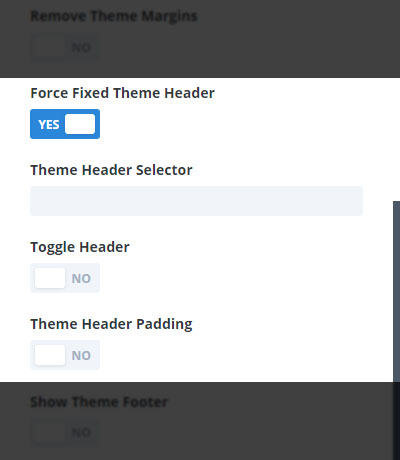 Remove Theme Margins
NO
Force Fixed Theme Header
YES
Theme Header Selector
Toggle Header
NO
Theme Header Padding
NO
Show Theme Footer
NO